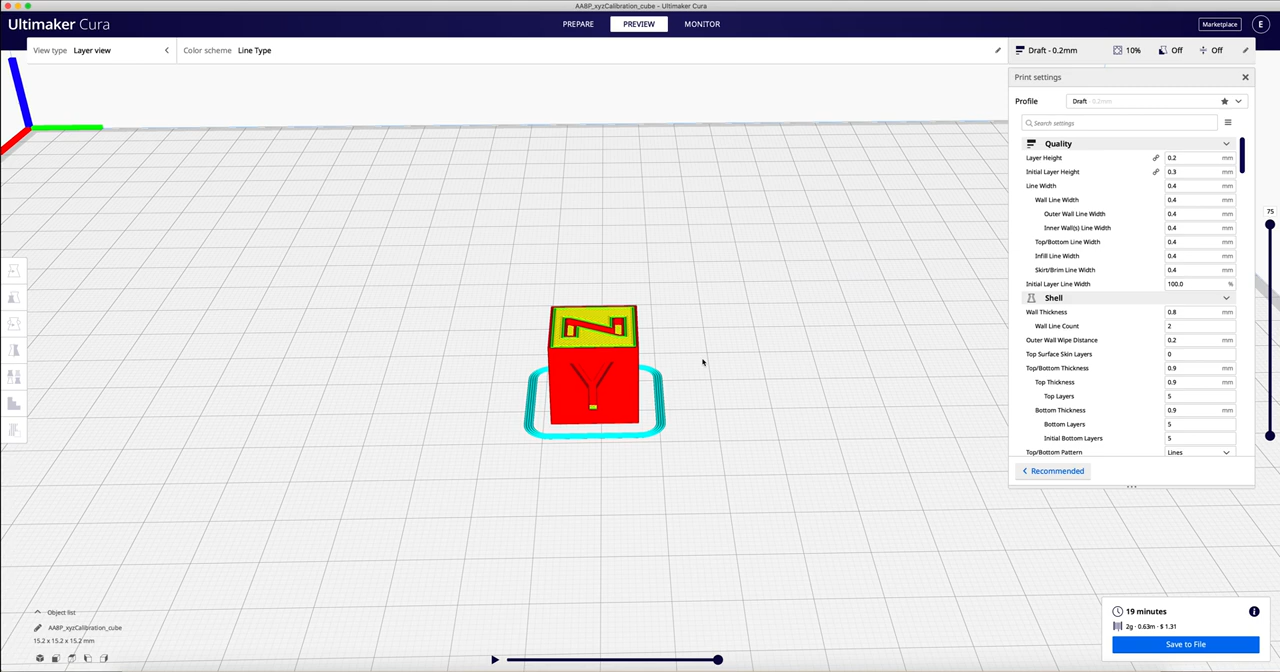 AA8P_xyzCalibration_cube - Ultimaker Cura
Ultimaker Cura
PREPARE
PREVIEW
MONITOR
Marketplace
E
View type Layer view
Color scheme Line Type
Draft - 0.2mm
10%
Off
Off
Print settings
Profile
Draft 0.2mm
Search settings
Quality
Layer Height 0.2 mm
Initial Layer Height 0.3 mm
Line Width 0.4 mm
Wall Line Width 0.4 mm
Outer Wall Line Width 0.4 mm
Inner Wall(s) Line Width 0.4 mm
Top/Bottom Line Width 0.4 mm
Infill Line Width 0.4 mm
Skirt/Brim Line Width 0.4 mm
Initial Layer Line Width 100.0 %
Shell
Wall Thickness 0.8 mm
Wall Line Count 2
Outer Wall Wipe Distance 0.2 mm
Top Surface Skin Layers 0
Top/Bottom Thickness 0.9 mm
Top Thickness 0.9 mm
Top Layers 5
Bottom Thickness 0.9 mm
Bottom Layers 5
Initial Bottom Layers 5
Top/Bottom Pattern Lines
Recommended
75
Z
Y
Object list
AA8P_xyzCalibration_cube
15.2 x 15.2 x 15.2 mm
19 minutes
2g · 0.63m · $ 1.31
Save to File